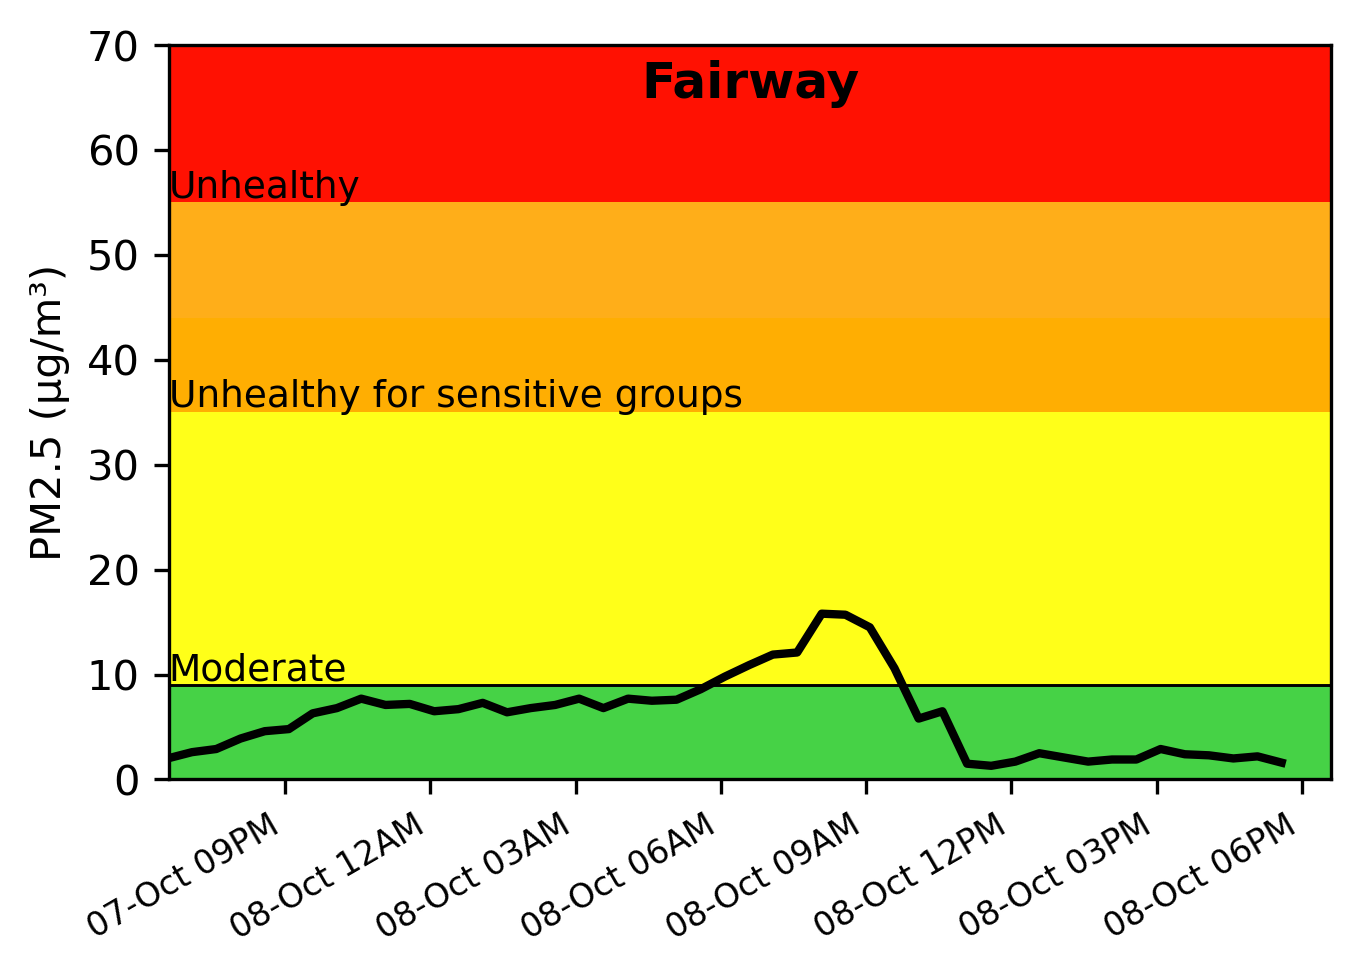 Fairway
70
60
50
40
30
20
10
0
PM2.5 (µg/m³)
Unhealthy
Unhealthy for sensitive groups
Moderate
07-Oct 09PM
08-Oct 12AM
08-Oct 03AM
08-Oct 06AM
08-Oct 09AM
08-Oct 12PM
08-Oct 03PM
08-Oct 06PM